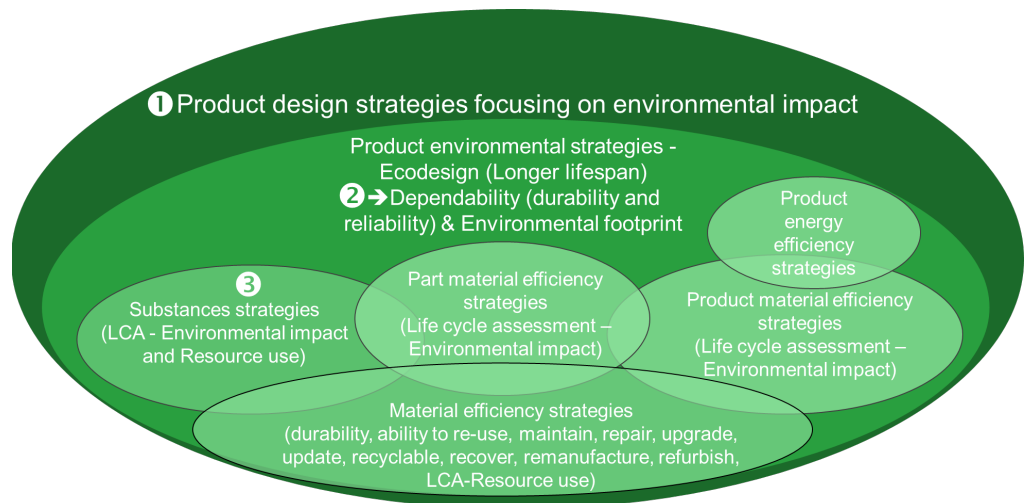 ❶Product design strategies focusing on environmental impact
Product environmental strategies -
Ecodesign (Longer lifespan)
❷➔Dependability (durability and
reliability) & Environmental footprint
Product
energy
efficiency
strategies
❸
Substances strategies
(LCA - Environmental impact
and Resource use)
Part material efficiency
strategies
(Life cycle assessment –
Environmental impact)
Product material efficiency
strategies
(Life cycle assessment –
Environmental impact)
Material efficiency strategies
(durability, ability to re-use, maintain, repair, upgrade,
update, recyclable, recover, remanufacture, refurbish,
LCA-Resource use)